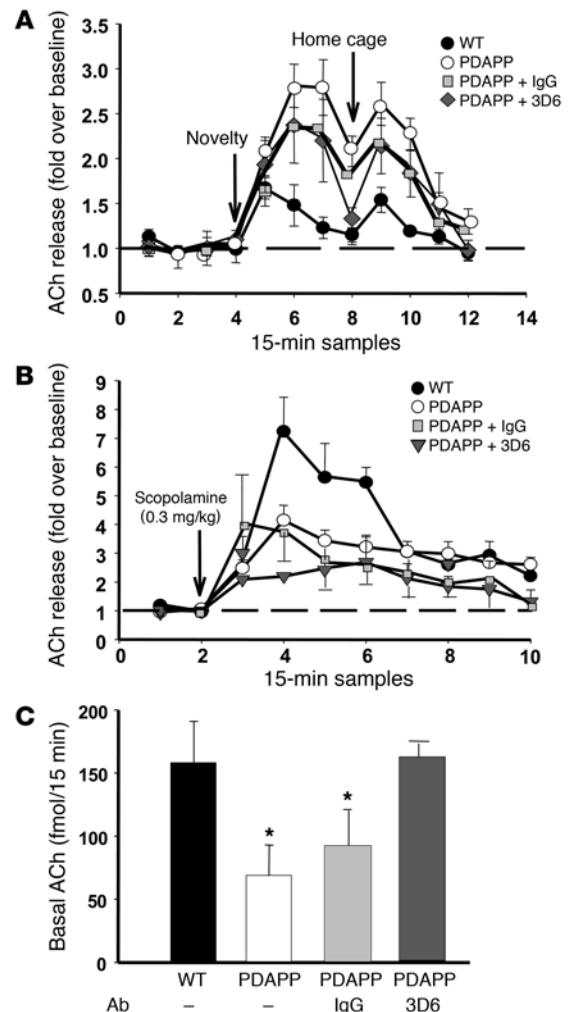 A
ACh release (fold over baseline)
3.5
3.0
2.5
2.0
1.5
1.0
0.5
Novelty
Home cage
WT
PDAPP
PDAPP + IgG
PDAPP + 3D6
0 2 4 6 8 10 12 14
15-min samples
B
ACh release (fold over baseline)
9
8
7
6
5
4
3
2
1
0
Scopolamine
(0.3 mg/kg)
WT
PDAPP
PDAPP + IgG
PDAPP + 3D6
0 2 4 6 8 10
15-min samples
C
Basal ACh (fmol/15 min)
200
150
100
50
0
* *
WT PDAPP PDAPP PDAPP
Ab – – IgG 3D6